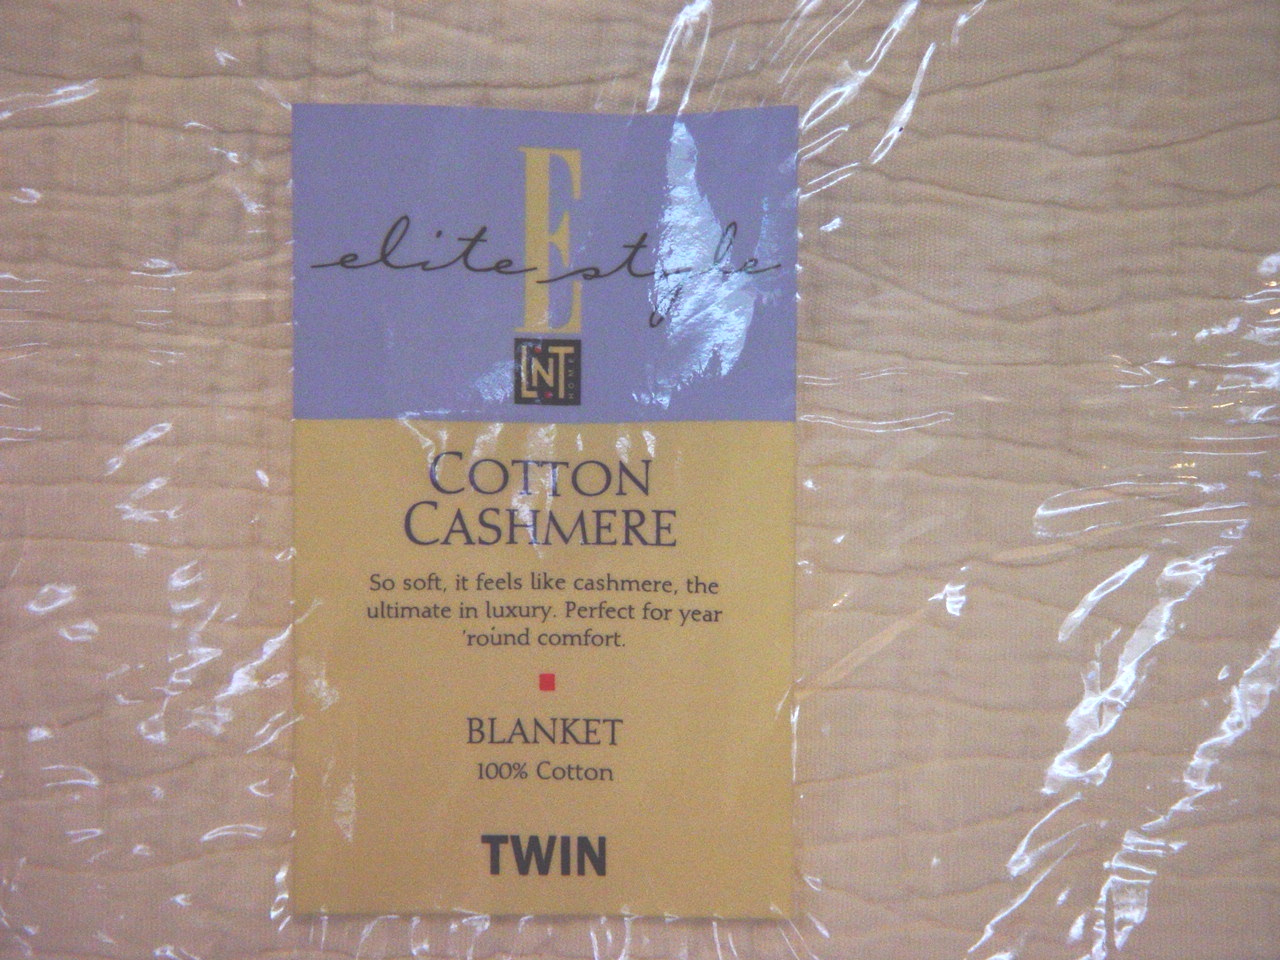 E
elite style
LNT
HOME
COTTON
CASHMERE
So soft, it feels like cashmere, the
ultimate in luxury. Perfect for year
'round comfort.
BLANKET
100% Cotton
TWIN